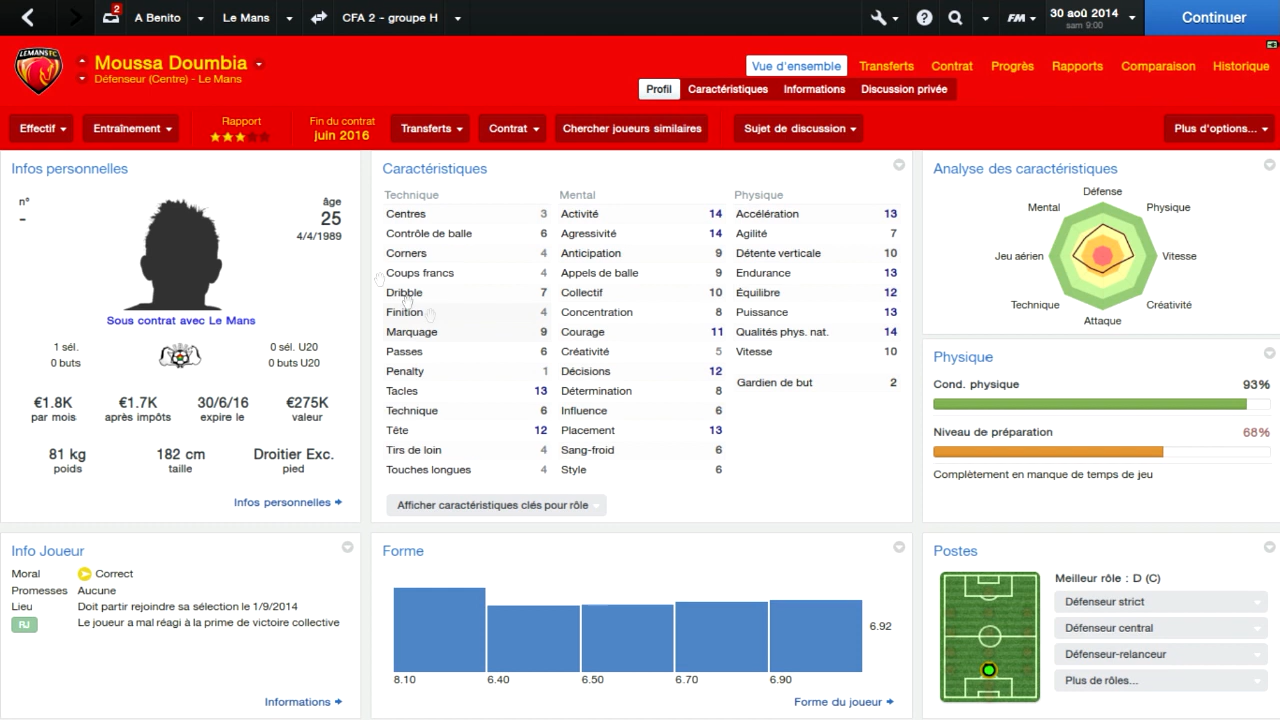 2
A Benito
Le Mans
CFA 2 - groupe H
FM
30 aoû 2014
sam 9:00
Continuer
LEMANS FC
Moussa Doumbia
Défenseur (Centre) - Le Mans
Vue d'ensemble
Transferts
Contrat
Progrès
Rapports
Comparaison
Historique
Profil
Caractéristiques
Informations
Discussion privée
Effectif
Entraînement
Rapport
Fin du contrat
juin 2016
Transferts
Contrat
Chercher joueurs similaires
Sujet de discussion
Plus d'options...
Infos personnelles
n°
-
âge
25
4/4/1989
Sous contrat avec Le Mans
1 sél.
0 buts
0 sél. U20
0 buts U20
€1.8K
par mois
€1.7K
après impôts
30/6/16
expire le
€275K
valeur
81 kg
poids
182 cm
taille
Droitier Exc.
pied
Infos personnelles
Caractéristiques
Technique
Centres 3
Contrôle de balle 6
Corners 4
Coups francs 4
Dribble 7
Finition 4
Marquage 9
Passes 6
Penalty 1
Tacles 13
Technique 6
Tête 12
Tirs de loin 4
Touches longues 4
Mental
Activité 14
Agressivité 14
Anticipation 9
Appels de balle 9
Collectif 10
Concentration 8
Courage 11
Créativité 5
Décisions 12
Détermination 8
Influence 6
Placement 13
Sang-froid 6
Style 6
Physique
Accélération 13
Agilité 7
Détente verticale 10
Endurance 13
Équilibre 12
Puissance 13
Qualités phys. nat. 14
Vitesse 10
Gardien de but 2
Afficher caractéristiques clés pour rôle
Analyse des caractéristiques
Défense
Mental
Physique
Jeu aérien
Vitesse
Technique
Créativité
Attaque
Physique
Cond. physique 93%
Niveau de préparation 68%
Complètement en manque de temps de jeu
Info Joueur
Moral Correct
Promesses Aucune
Lieu Doit partir rejoindre sa sélection le 1/9/2014
RJ Le joueur a mal réagi à la prime de victoire collective
Informations
Forme
6.92
8.10 6.40 6.50 6.70 6.90
Forme du joueur
Postes
Meilleur rôle : D (C)
Défenseur strict
Défenseur central
Défenseur-relanceur
Plus de rôles...